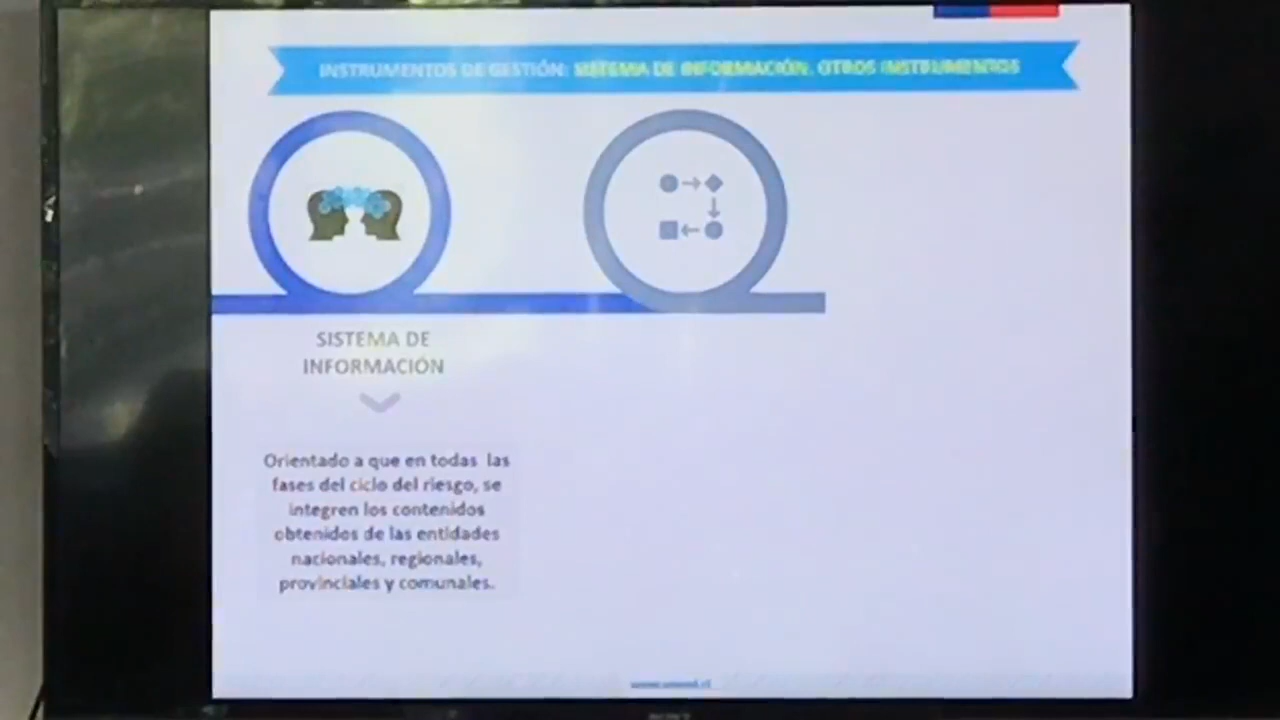 INSTRUMENTOS DE GESTIÓN: SISTEMA DE INFORMACIÓN, OTROS INSTRUMENTOS
SISTEMA DE
INFORMACIÓN
Orientado a que en todas las
fases del ciclo del riesgo, se
integren los contenidos
obtenidos de las entidades
nacionales, regionales,
provinciales y comunales.
SONY